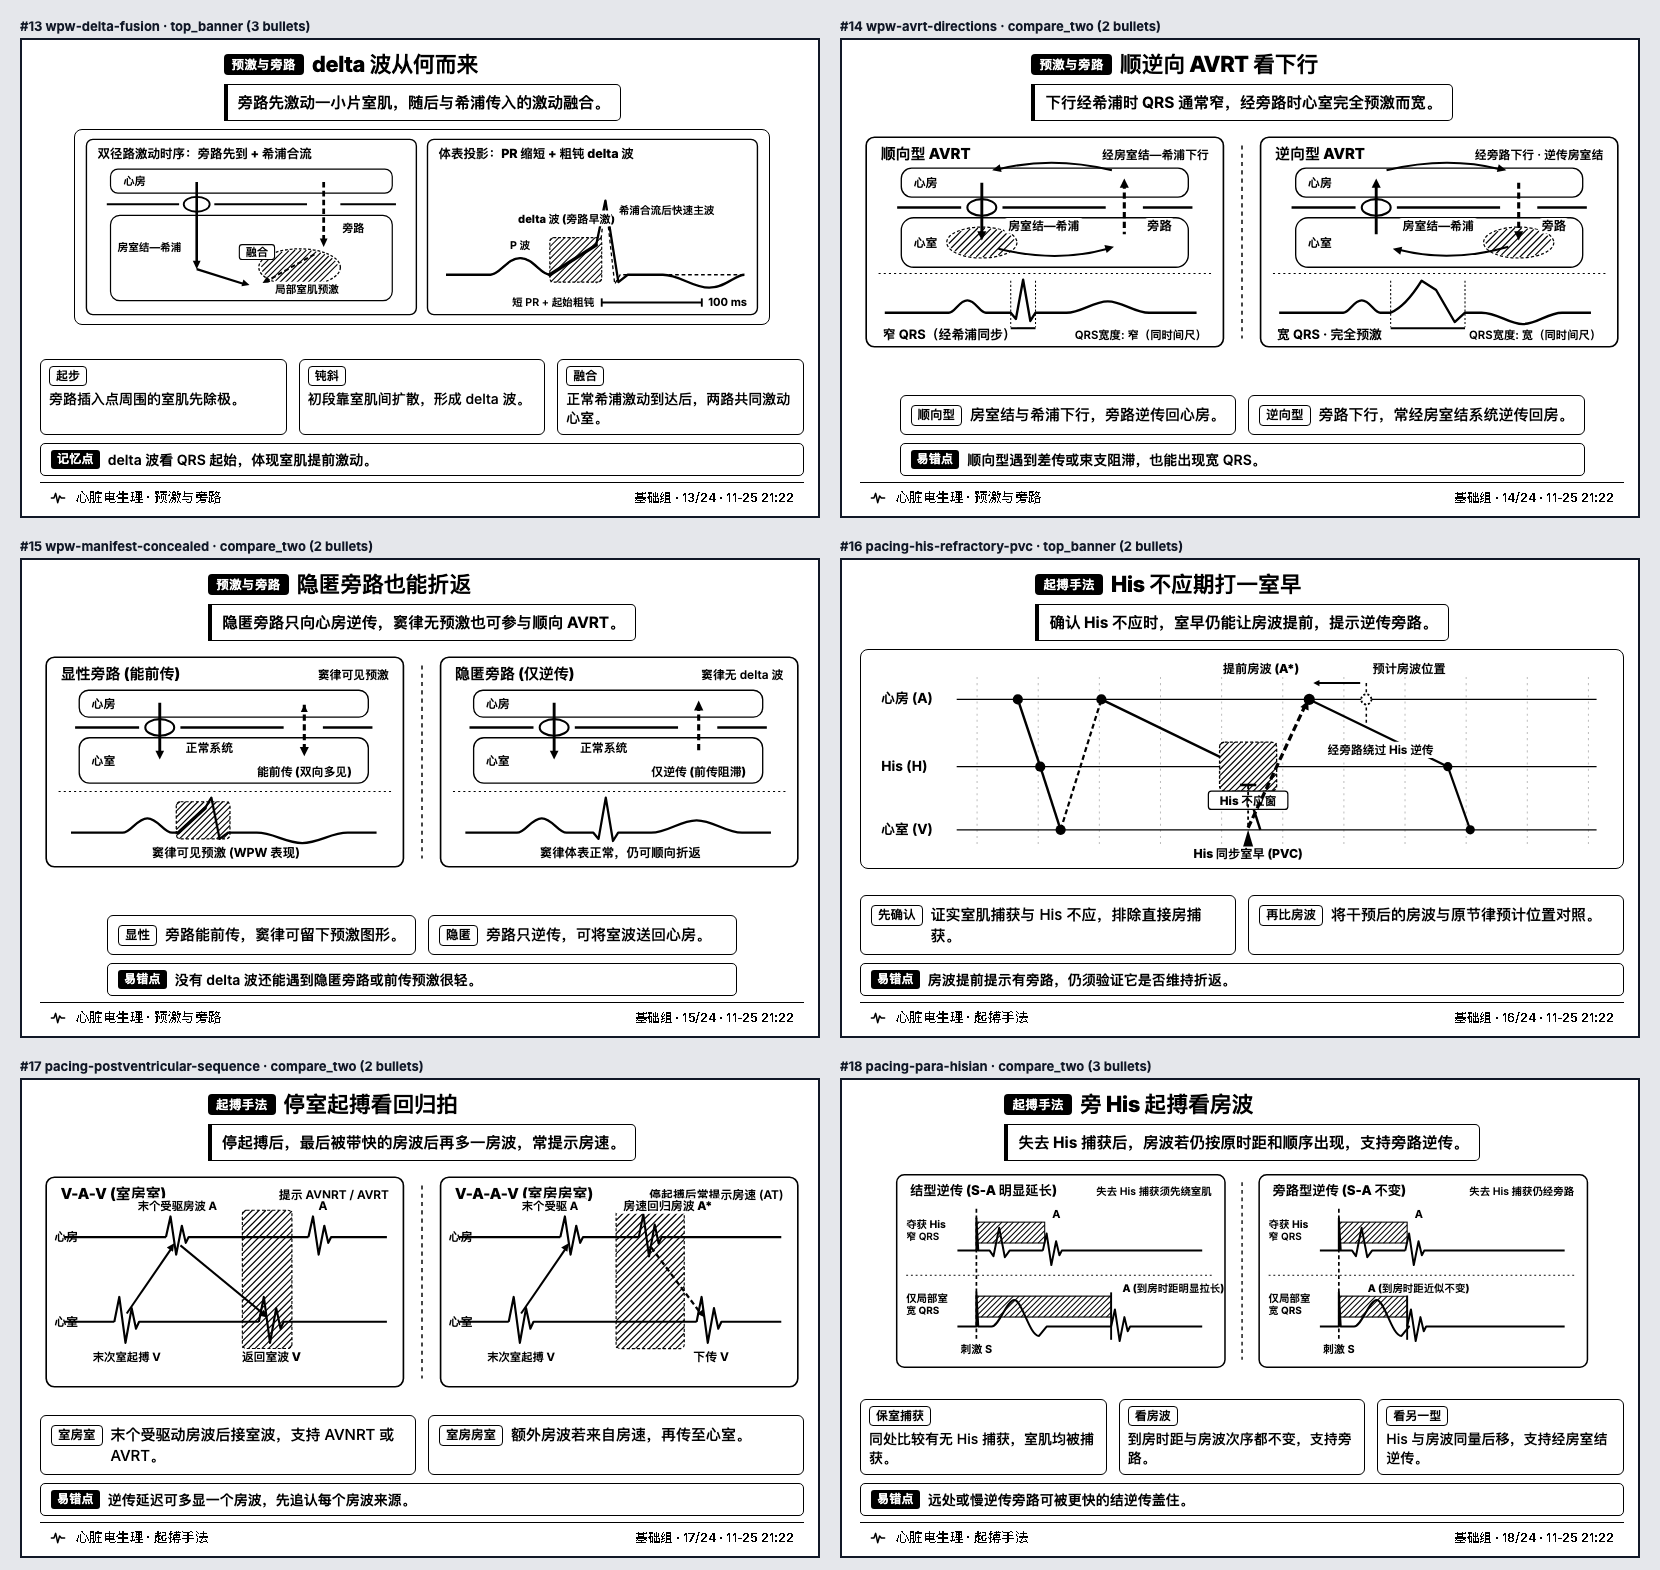 #13 wpw-delta-fusion · top_banner (3 bullets)
预激与旁路 delta 波从何而来
旁路先激动一小片室肌，随后与希浦传入的激动融合。
双径路激动时序：旁路先到 + 希浦合流
心房
旁路
房室结—希浦
融合
局部室肌预激
体表投影：PR 缩短 + 粗钝 delta 波
希浦合流后快速主波
delta 波 (旁路早激)
P 波
短 PR + 起始粗钝
100 ms
起步
旁路插入点周围的室肌先除极。
钝斜
初段靠室肌间扩散，形成 delta 波。
融合
正常希浦激动到达后，两路共同激动
心室。
记忆点 delta 波看 QRS 起始，体现室肌提前激动。
心脏电生理 · 预激与旁路
基础组 · 13/24 · 11-25 21:22
#14 wpw-avrt-directions · compare_two (2 bullets)
预激与旁路 顺逆向 AVRT 看下行
下行经希浦时 QRS 通常窄，经旁路时心室完全预激而宽。
顺向型 AVRT
经房室结—希浦下行
心房
房室结—希浦
旁路
心室
窄 QRS（经希浦同步）
QRS宽度: 窄（同时间尺）
逆向型 AVRT
经旁路下行 · 逆传房室结
心房
房室结—希浦
旁路
心室
宽 QRS · 完全预激
QRS宽度: 宽（同时间尺）
顺向型 房室结与希浦下行，旁路逆传回心房。
逆向型 旁路下行，常经房室结系统逆传回房。
易错点 顺向型遇到差传或束支阻滞，也能出现宽 QRS。
心脏电生理 · 预激与旁路
基础组 · 14/24 · 11-25 21:22
#15 wpw-manifest-concealed · compare_two (2 bullets)
预激与旁路 隐匿旁路也能折返
隐匿旁路只向心房逆传，窦律无预激也可参与顺向 AVRT。
显性旁路 (能前传)
窦律可见预激
心房
正常系统
心室
能前传 (双向多见)
窦律可见预激 (WPW 表现)
隐匿旁路 (仅逆传)
窦律无 delta 波
心房
正常系统
心室
仅逆传 (前传阻滞)
窦律体表正常，仍可顺向折返
显性 旁路能前传，窦律可留下预激图形。
隐匿 旁路只逆传，可将室波送回心房。
易错点 没有 delta 波还能遇到隐匿旁路或前传预激很轻。
心脏电生理 · 预激与旁路
基础组 · 15/24 · 11-25 21:22
#16 pacing-his-refractory-pvc · top_banner (2 bullets)
起搏手法 His 不应期打一室早
确认 His 不应时，室早仍能让房波提前，提示逆传旁路。
提前房波 (A*)
预计房波位置
心房 (A)
经旁路绕过 His 逆传
His (H)
His 不应窗
心室 (V)
His 同步室早 (PVC)
先确认 证实室肌捕获与 His 不应，排除直接房捕
获。
再比房波 将干预后的房波与原节律预计位置对照。
易错点 房波提前提示有旁路，仍须验证它是否维持折返。
心脏电生理 · 起搏手法
基础组 · 16/24 · 11-25 21:22
#17 pacing-postventricular-sequence · compare_two (2 bullets)
起搏手法 停室起搏看回归拍
停起搏后，最后被带快的房波后再多一房波，常提示房速。
V-A-V (室房室)
提示 AVNRT / AVRT
末个受驱房波 A
A
心房
心室
末次室起搏 V
返回室波 V
V-A-A-V (室房房室)
停起搏后常提示房速 (AT)
末个受驱 A
房速回归房波 A*
心房
心室
末次室起搏 V
下传 V
室房室 末个受驱动房波后接室波，支持 AVNRT 或
AVRT。
室房房室 额外房波若来自房速，再传至心室。
易错点 逆传延迟可多显一个房波，先追认每个房波来源。
心脏电生理 · 起搏手法
基础组 · 17/24 · 11-25 21:22
#18 pacing-para-hisian · compare_two (3 bullets)
起搏手法 旁 His 起搏看房波
失去 His 捕获后，房波若仍按原时距和顺序出现，支持旁路逆传。
结型逆传 (S-A 明显延长)
失去 His 捕获须先绕室肌
A
夺获 His
窄 QRS
A (到房时距明显拉长)
仅局部室
宽 QRS
刺激 S
旁路型逆传 (S-A 不变)
失去 His 捕获仍经旁路
A
夺获 His
窄 QRS
A (到房时距近似不变)
仅局部室
宽 QRS
刺激 S
保室捕获
同处比较有无 His 捕获，室肌均被捕
获。
看房波
到房时距与房波次序都不变，支持旁
路。
看另一型
His 与房波同量后移，支持经房室结
逆传。
易错点 远处或慢逆传旁路可被更快的结逆传盖住。
心脏电生理 · 起搏手法
基础组 · 18/24 · 11-25 21:22